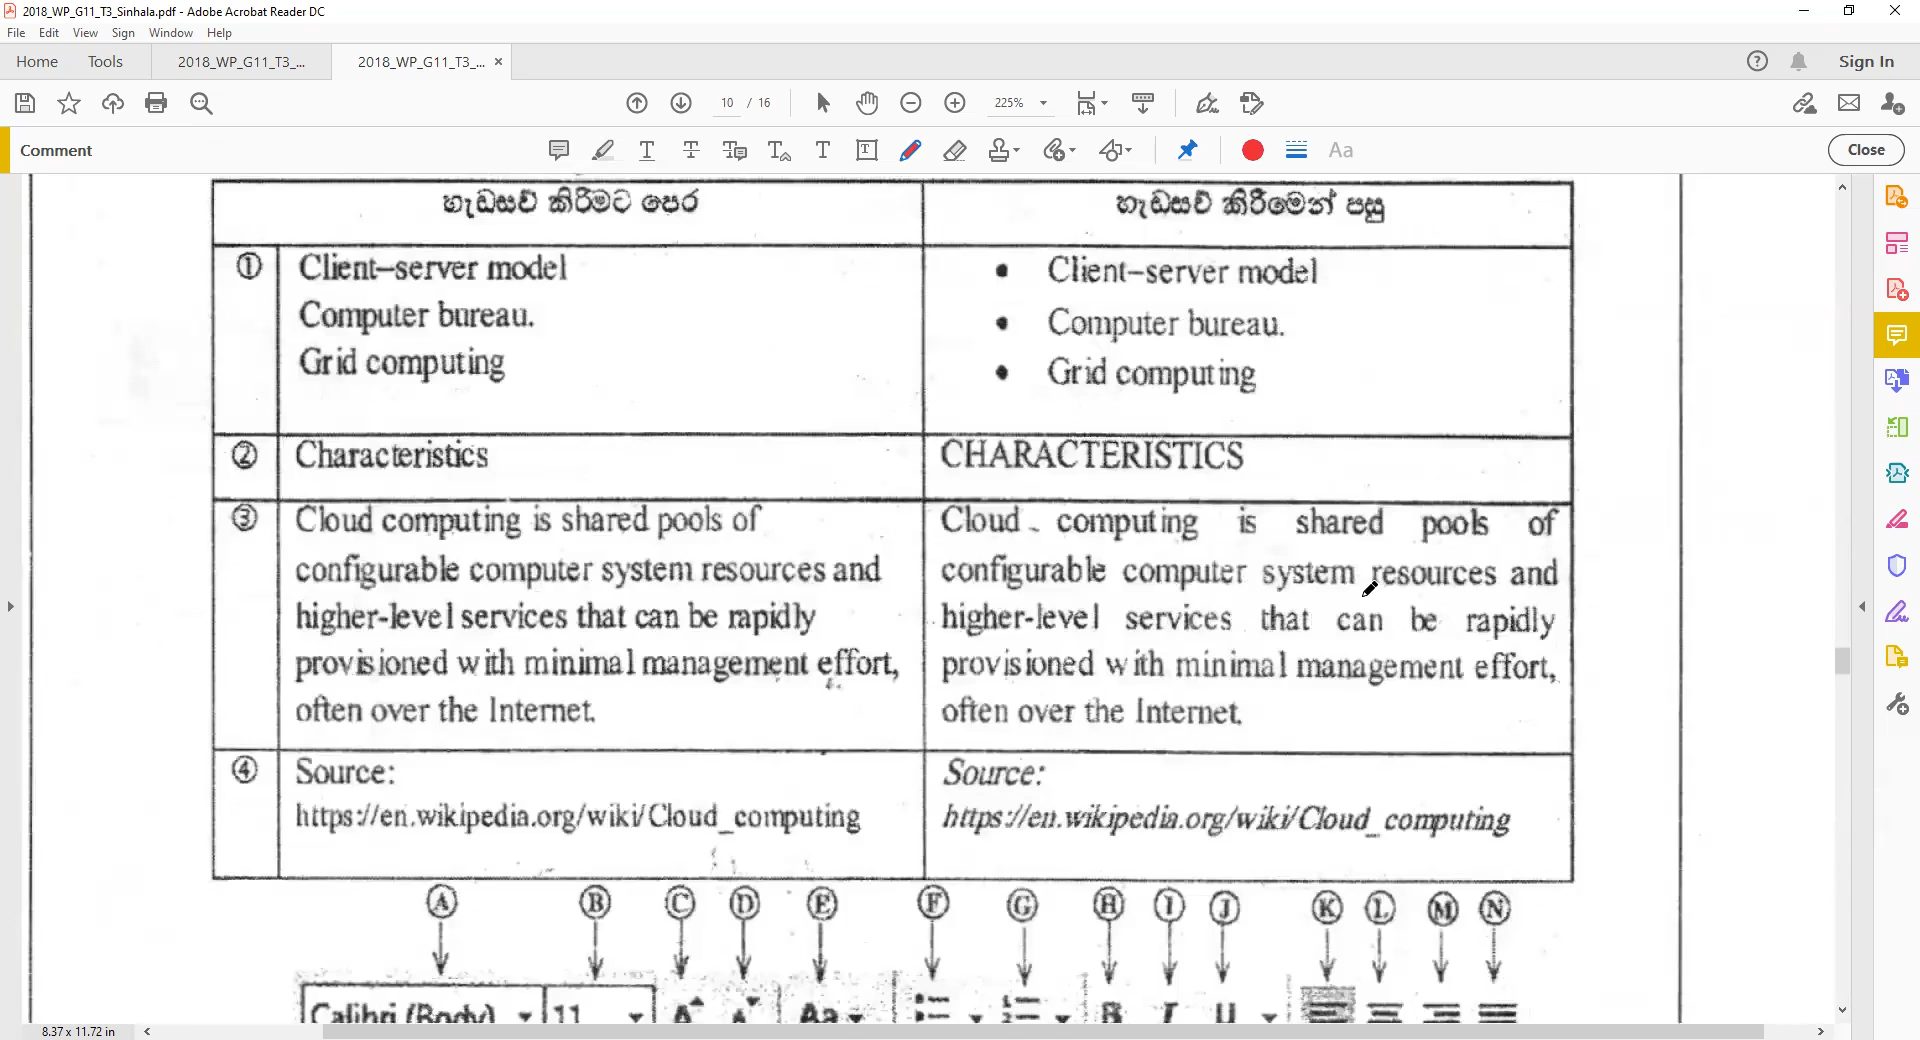 2018_WP_G11_T3_Sinhala.pdf - Adobe Acrobat Reader DC
File Edit View Sign Window Help
Home Tools 2018_WP_G11_T3_... 2018_WP_G11_T3_... Sign In
10 / 16 225%
Comment Aa Close
හැඩසව් කිරීමට පෙර හැඩසව් කිරීමෙන් පසු
① Client–server model
Computer bureau.
Grid computing
• Client–server model
• Computer bureau.
• Grid computing
② Characteristics CHARACTERISTICS
③ Cloud computing is shared pools of
configurable computer system resources and
higher-level services that can be rapidly
provisioned with minimal management effort,
often over the Internet.
Cloud computing is shared pools of
configurable computer system resources and
higher-level services that can be rapidly
provisioned with minimal management effort,
often over the Internet.
④ Source:
https://en.wikipedia.org/wiki/Cloud_computing
Source:
https://en.wikipedia.org/wiki/Cloud_computing
A B C D E F G H I J K L M N
Calibri (Body) 11 A A Aa B I U
8.37 x 11.72 in